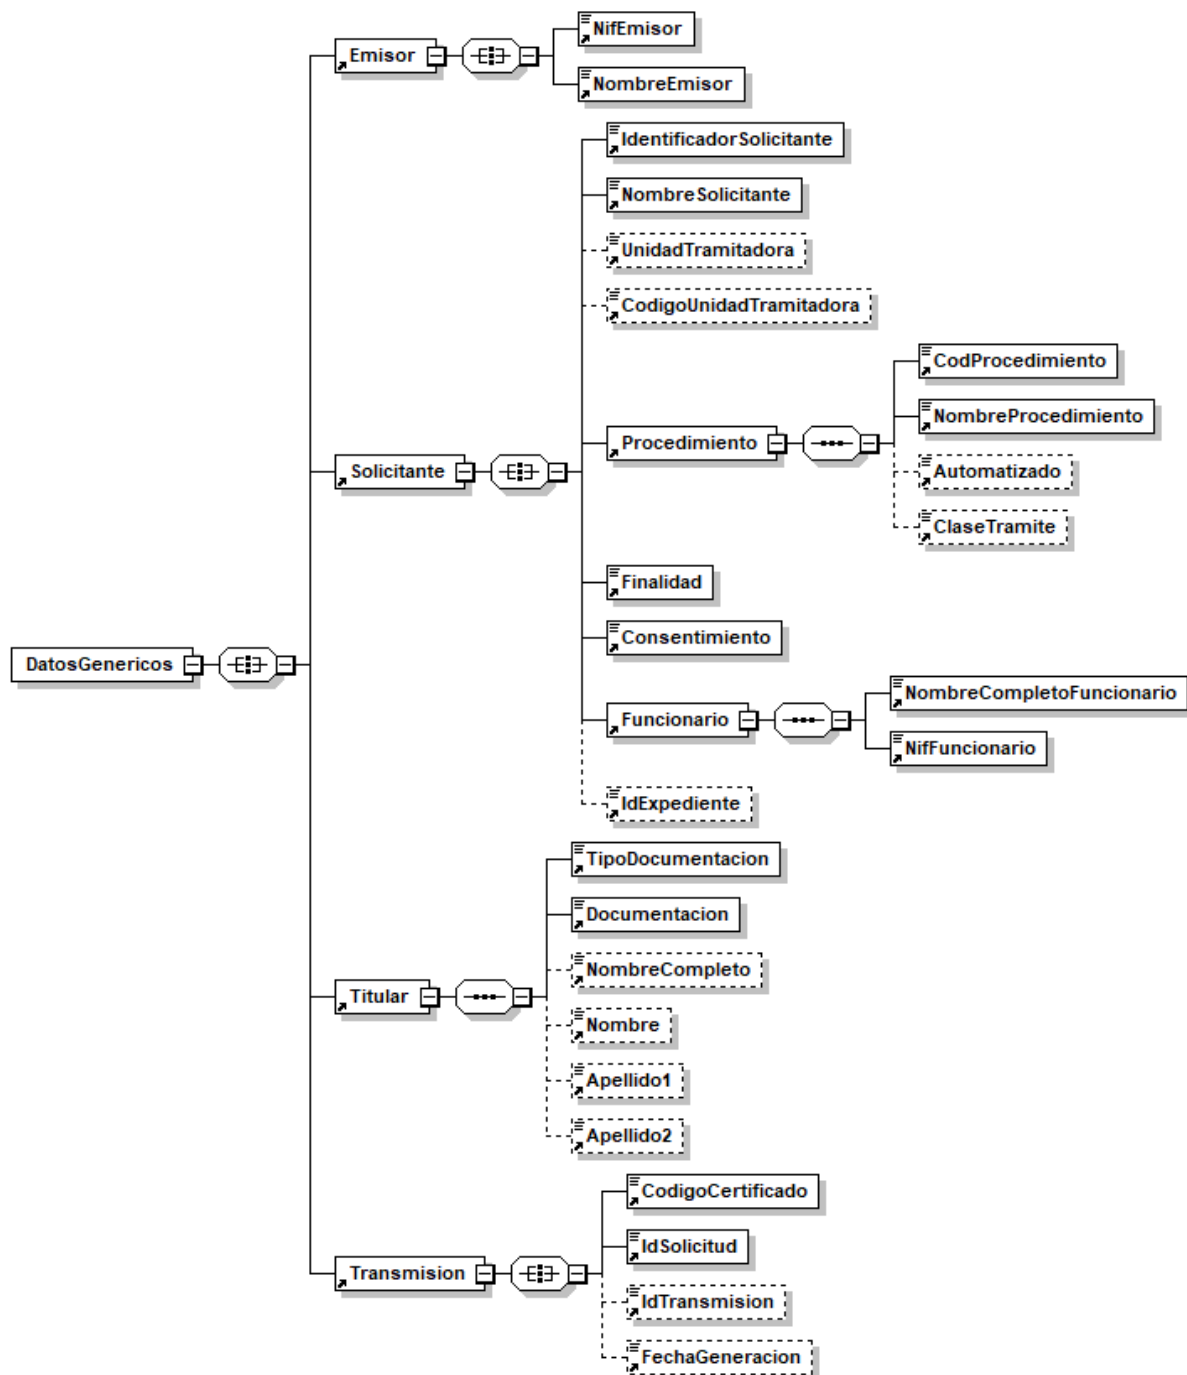 NifEmisor
Emisor
NombreEmisor
IdentificadorSolicitante
NombreSolicitante
UnidadTramitadora
CodigoUnidadTramitadora
CodProcedimiento
NombreProcedimiento
Procedimiento
Solicitante
Automatizado
ClaseTramite
Finalidad
Consentimiento
DatosGenericos
NombreCompletoFuncionario
Funcionario
NifFuncionario
IdExpediente
TipoDocumentacion
Documentacion
NombreCompleto
Titular
Nombre
Apellido1
Apellido2
CodigoCertificado
IdSolicitud
Transmision
IdTransmision
FechaGeneracion